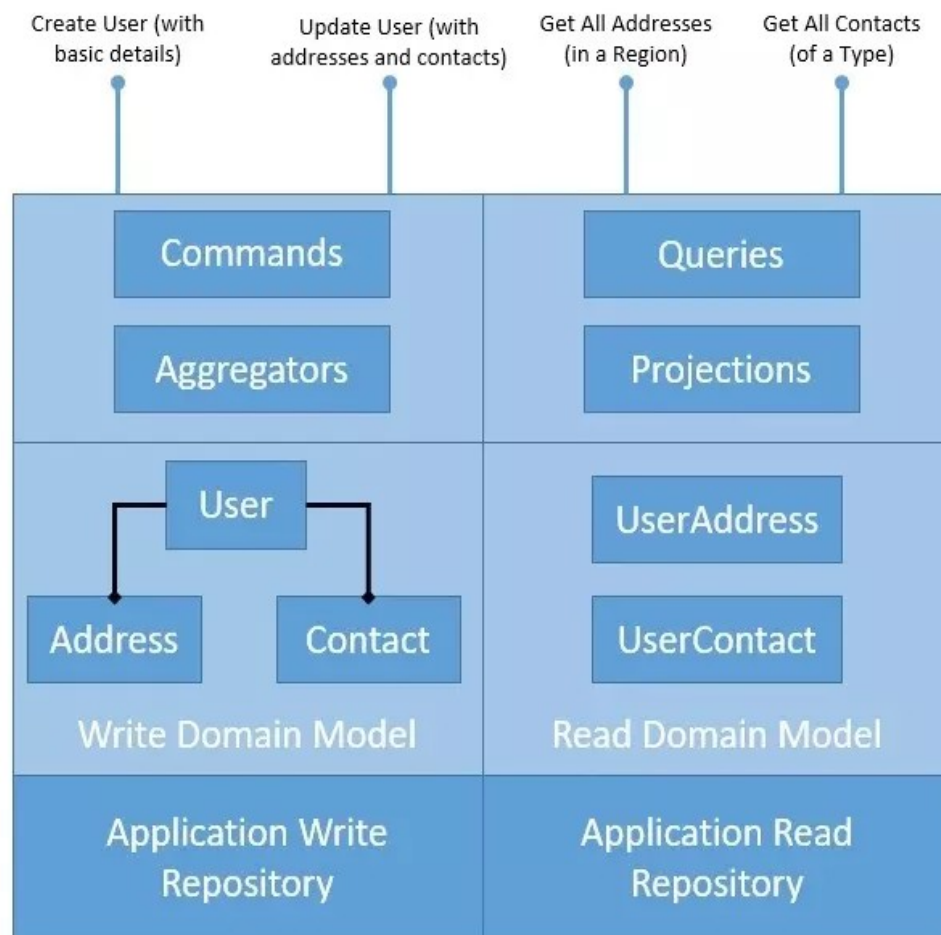 Create User (with
basic details)
Update User (with
addresses and contacts)
Get All Addresses
(in a Region)
Get All Contacts
(of a Type)
Commands
Aggregators
Queries
Projections
User
Address
Contact
Write Domain Model
UserAddress
UserContact
Read Domain Model
Application Write
Repository
Application Read
Repository